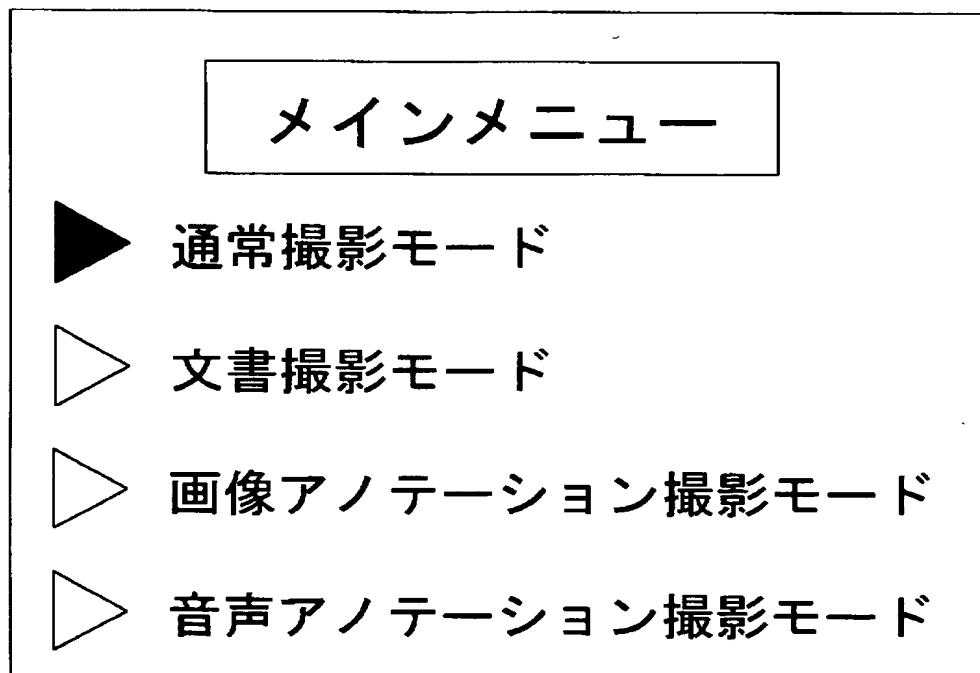 メインメニュー
通常撮影モード
文書撮影モード
画像アノテーション撮影モード
音声アノテーション撮影モード